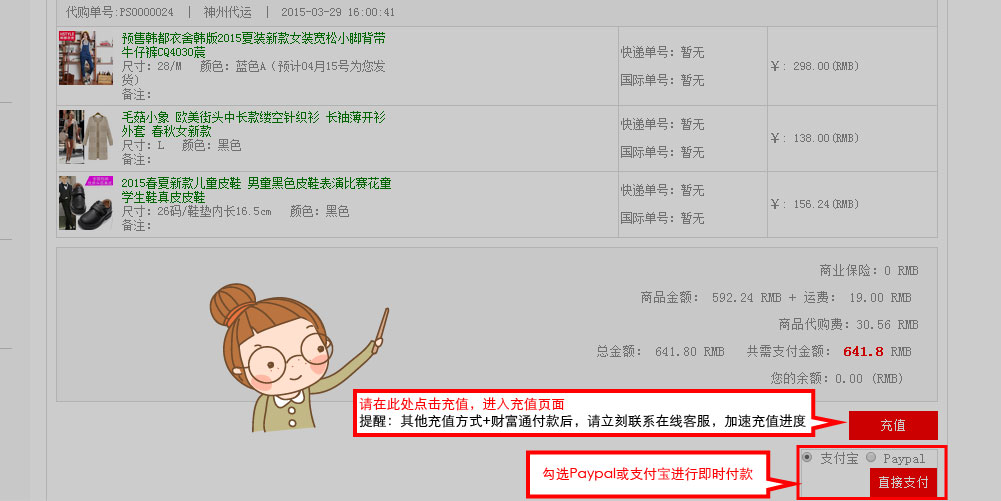 代购单号:PS0000024 | 神州代运 | 2015-03-29 16:00:41
预售韩都衣舍韩版2015夏装新款女装宽松小脚背带
牛仔裤CQ4030莀
尺寸: 28/M 颜色: 蓝色A (预计04月15号为您发
货)
备注:
快递单号: 暂无
国际单号: 暂无
￥: 298.00(RMB)
毛菇小象 欧美街头中长款缕空针织衫 长袖薄开衫
外套 春秋女新款
尺寸: L 颜色: 黑色
备注:
快递单号: 暂无
国际单号: 暂无
￥: 138.00(RMB)
2015春夏新款儿童皮鞋 男童黑色皮鞋表演比赛花童
学生鞋真皮皮鞋
尺寸: 26码/鞋垫内长16.5cm 颜色: 黑色
备注:
快递单号: 暂无
国际单号: 暂无
￥: 156.24(RMB)
商业保险: 0 RMB
商品金额: 592.24 RMB + 运费: 19.00 RMB
商品代购费: 30.56 RMB
总金额: 641.80 RMB 共需支付金额: 641.8 RMB
您的余额: 0.00 (RMB)
请在此处点击充值，进入充值页面
提醒：其他充值方式+财富通付款后，请立刻联系在线客服，加速充值进度
充值
勾选Paypal或支付宝进行即时付款
支付宝 Paypal
直接支付